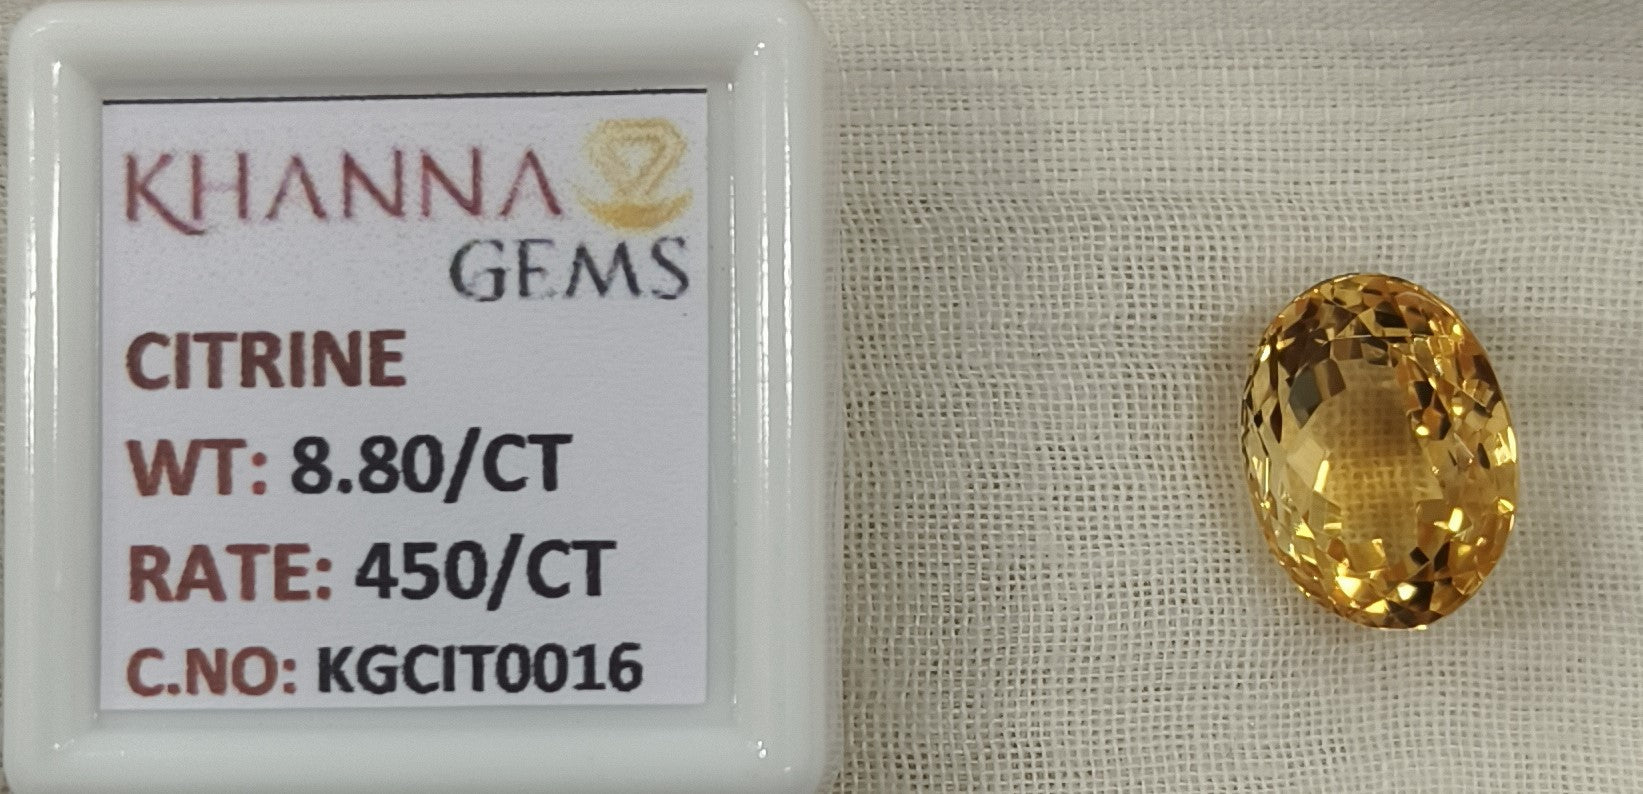 KHANNA
GEMS
CITRINE
WT: 8.80/CT
RATE: 450/CT
C.NO: KGCIT0016